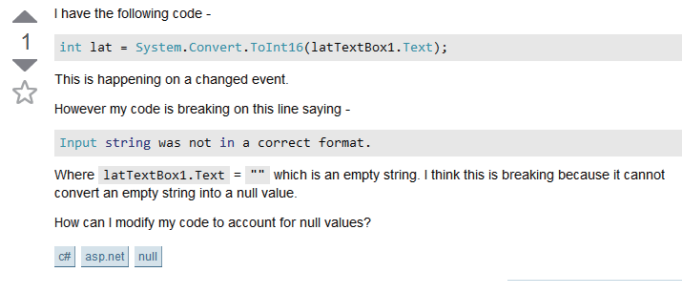 I have the following code -
1
int lat = System.Convert.ToInt16(latTextBox1.Text);
This is happening on a changed event.
However my code is breaking on this line saying -
Input string was not in a correct format.
Where latTextBox1.Text = "" which is an empty string. I think this is breaking because it cannot
convert an empty string into a null value.
How can I modify my code to account for null values?
c# asp.net null